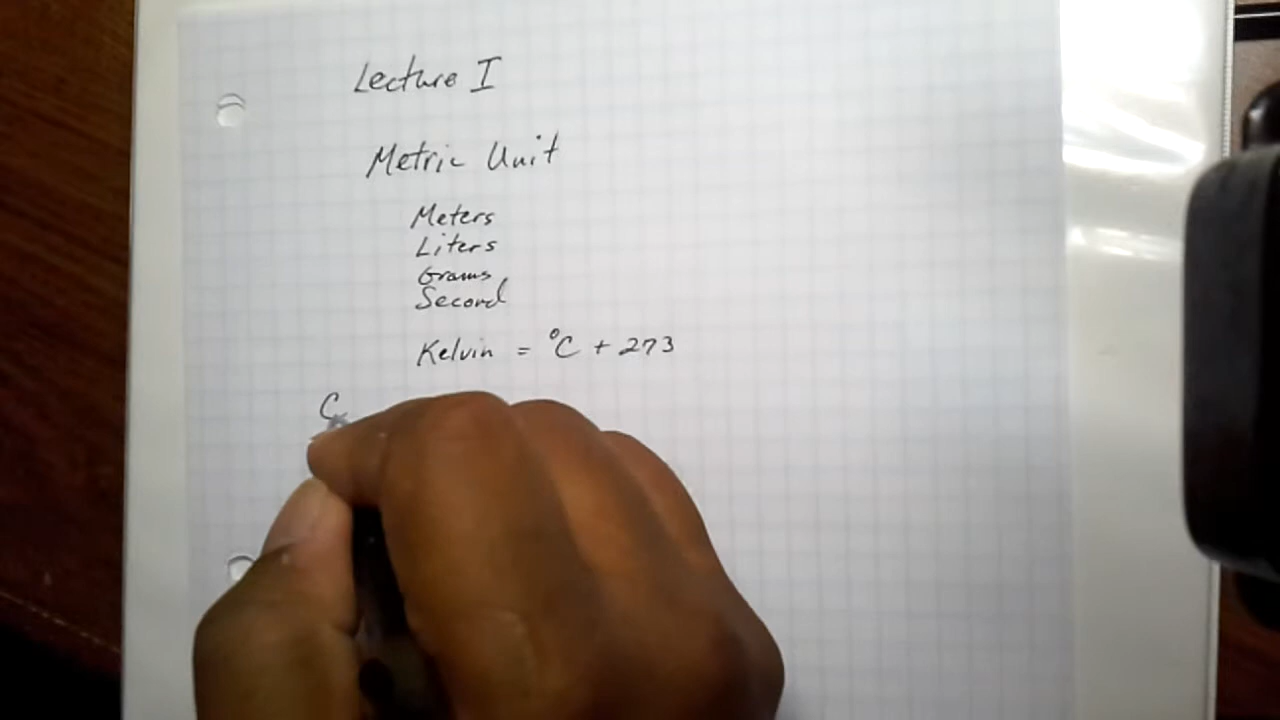 Lecture I
Metric Unit
Meters
Liters
Grams
Second
Kelvin = °C + 273
C